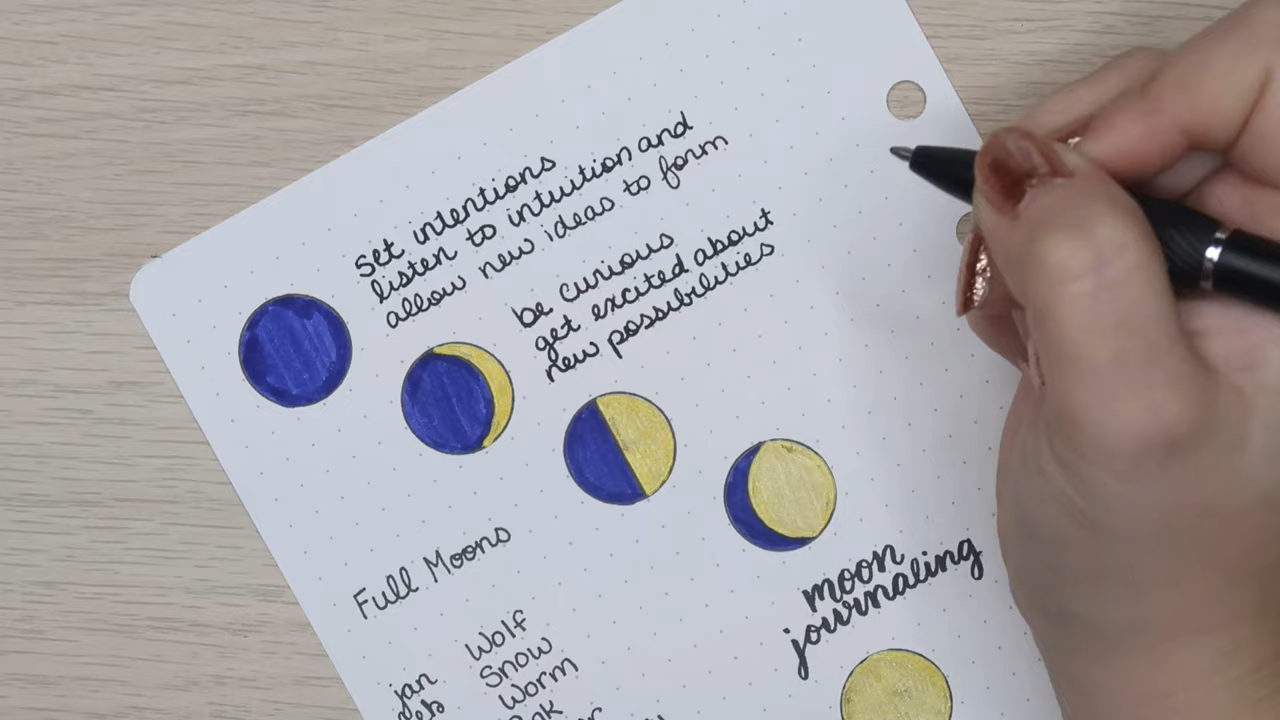 set intentions
listen to intuition and
allow new ideas to form
be curious
get excited about
new possibilities
Full Moons
moon
journaling
jan Wolf
feb Snow
Worm